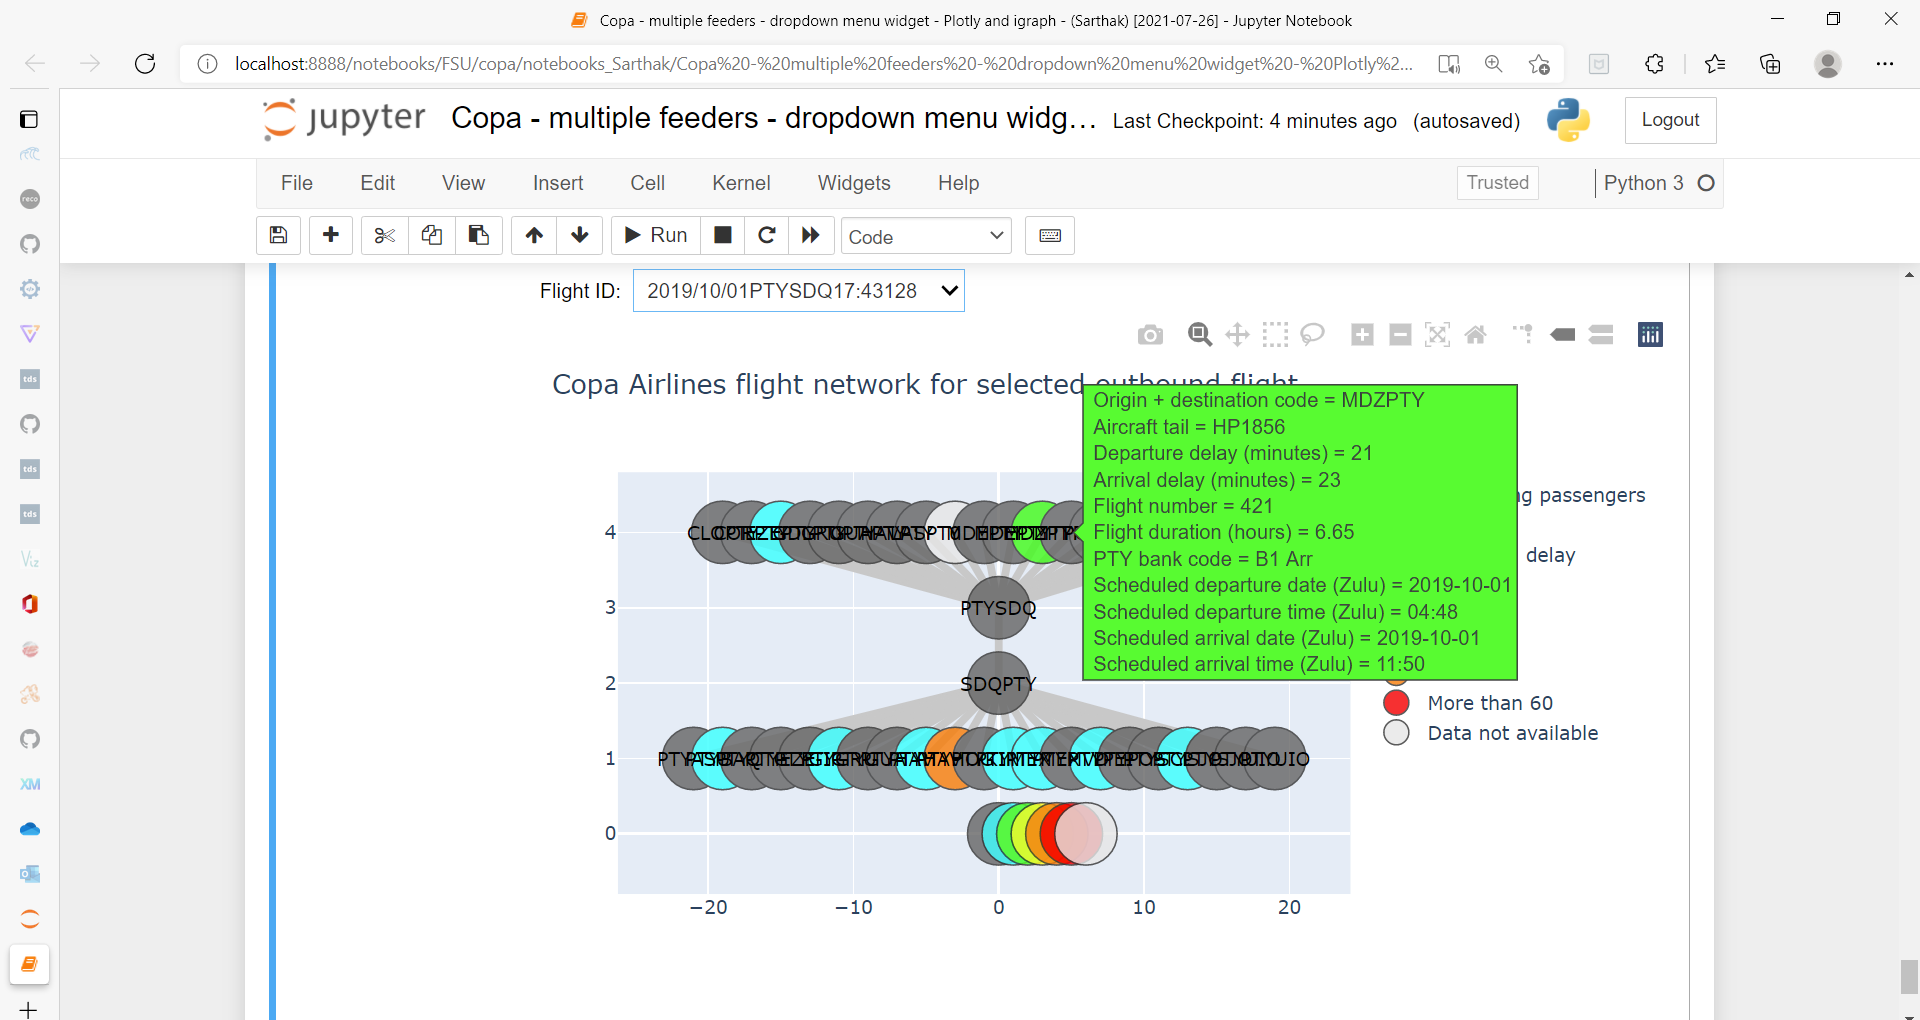 Copa - multiple feeders - dropdown menu widget - Plotly and igraph - (Sarthak) [2021-07-26] - Jupyter Notebook
localhost:8888/notebooks/FSU/copa/notebooks_Sarthak/Copa%20-%20multiple%20feeders%20-%20dropdown%20menu%20widget%20-%20Plotly%2...
jupyter Copa - multiple feeders - dropdown menu widg... Last Checkpoint: 4 minutes ago (autosaved) Logout
File Edit View Insert Cell Kernel Widgets Help Trusted Python 3
Run Code
Flight ID: 2019/10/01PTYSDQ17:43128
Copa Airlines flight network for selected outbound flight
Origin + destination code = MDZPTY
Aircraft tail = HP1856
Departure delay (minutes) = 21
Arrival delay (minutes) = 23
Flight number = 421
Flight duration (hours) = 6.65
PTY bank code = B1 Arr
Scheduled departure date (Zulu) = 2019-10-01
Scheduled departure time (Zulu) = 04:48
Scheduled arrival date (Zulu) = 2019-10-01
Scheduled arrival time (Zulu) = 11:50
passengers
delay
More than 60
Data not available
4
3 PTYSDQ
2 SDQPTY
1
0
−20 −10 0 10 20
reco
tds
tds
tds
Viz
XM